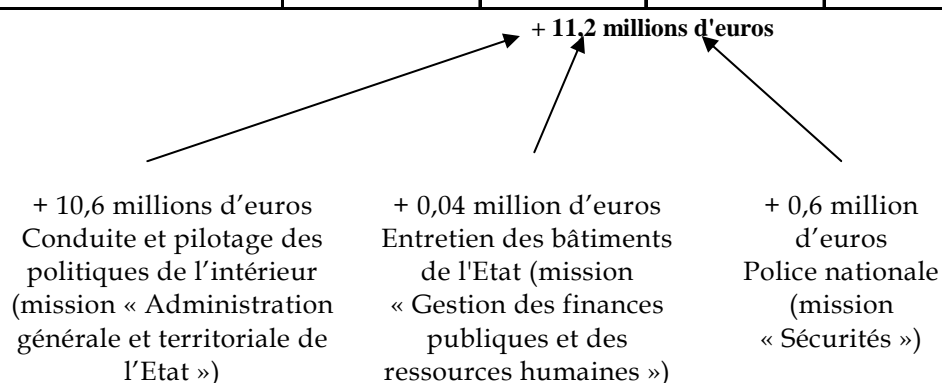 + 11,2 millions d'euros
+ 10,6 millions d’euros
Conduite et pilotage des
politiques de l’intérieur
(mission « Administration
générale et territoriale de
l’Etat »)
+ 0,04 million d’euros
Entretien des bâtiments
de l'Etat (mission
« Gestion des finances
publiques et des
ressources humaines »)
+ 0,6 million
d’euros
Police nationale
(mission
« Sécurités »)